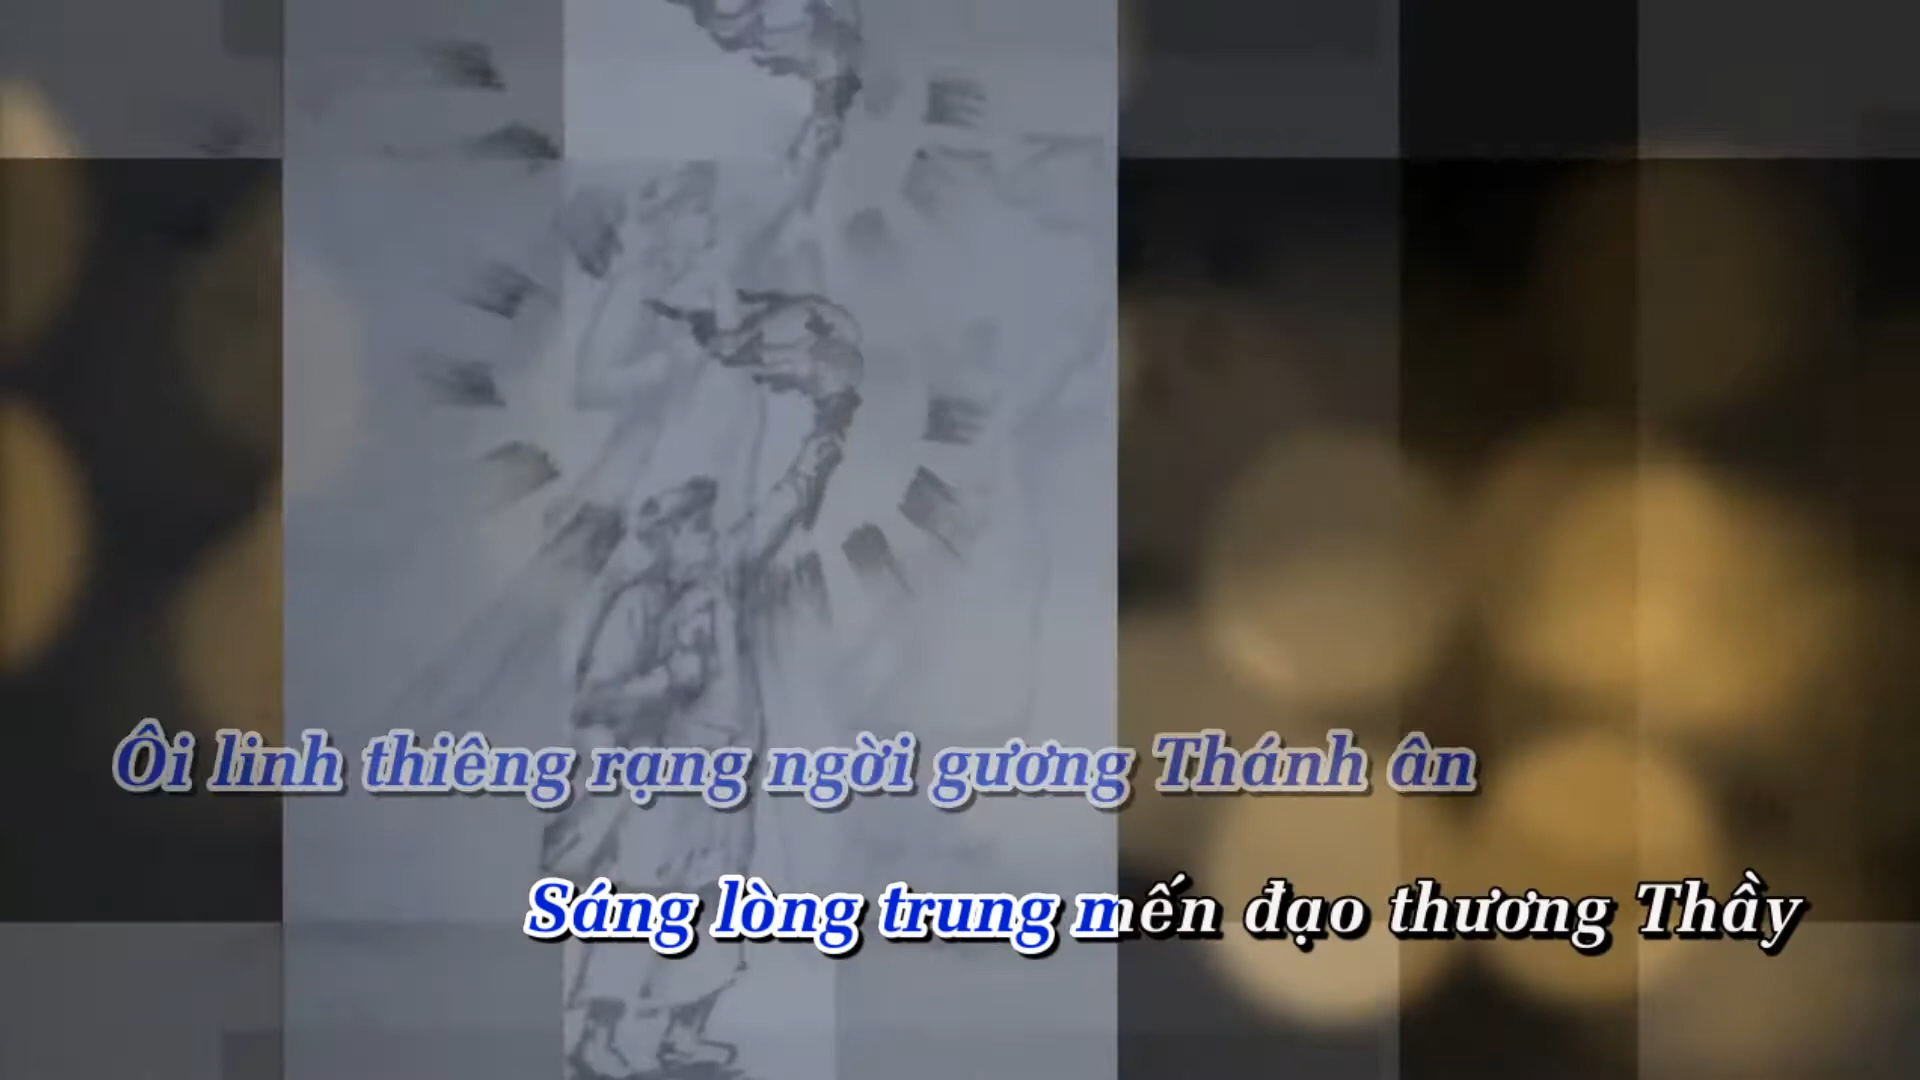 Ôi linh thiêng rạng ngời gương Thánh ân
Sáng lòng trung mến đạo thương Thầy